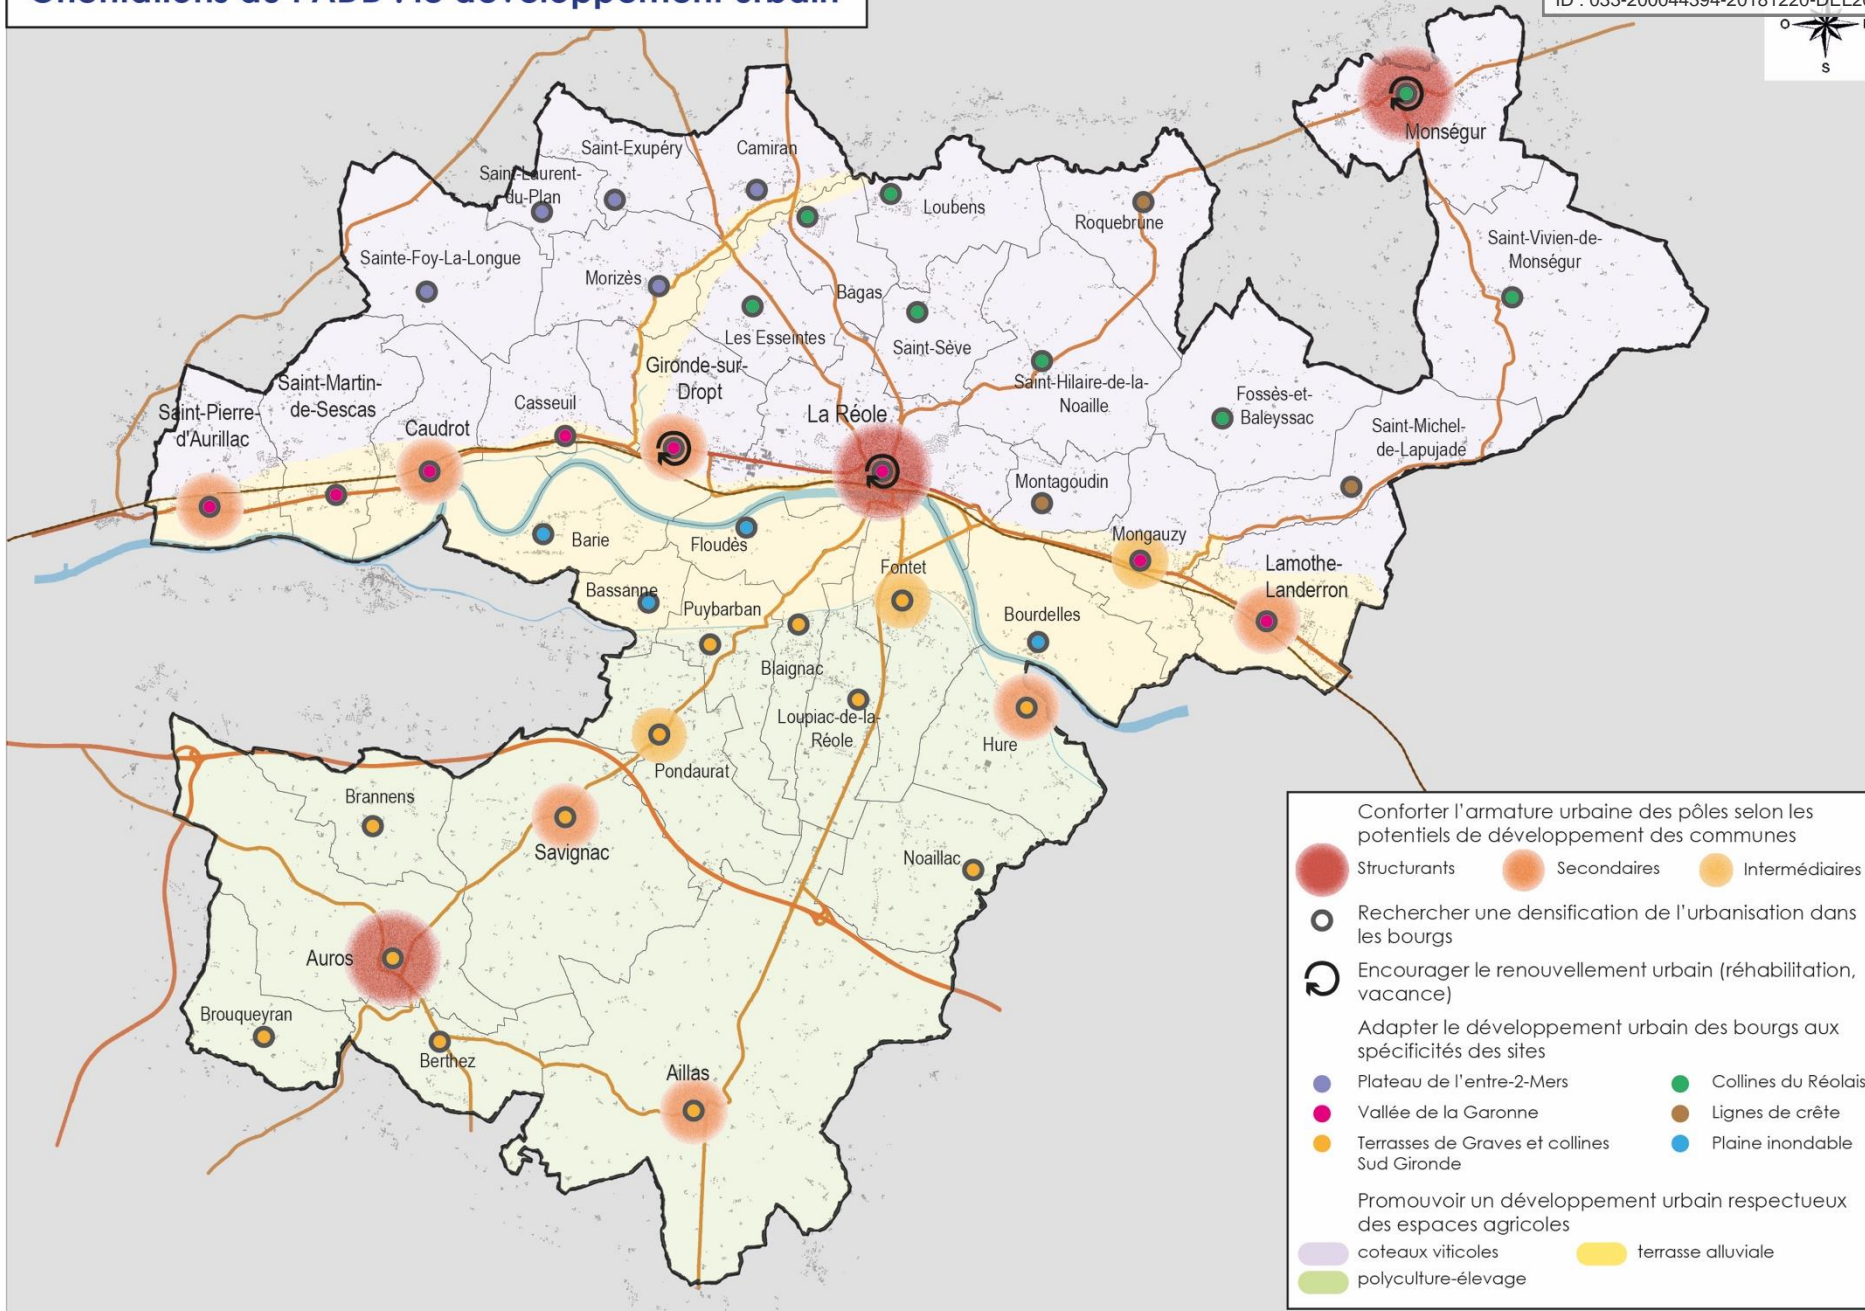 Orientations de l'ABD : le développement urbain
ID : 033-200044394-20181220-DEL20
O
S
Monségur
Saint-Exupéry
Camiran
Saint-Laurent-
du-Plan
Loubens
Roquebrune
Saint-Vivien-de-
Monségur
Sainte-Foy-La-Longue
Morizès
Bagas
Les Esseintes
Saint-Sève
Saint-Martin-
de-Sescas
Gironde-sur-
Dropt
Saint-Hilaire-de-la-
Noaille
Fossès-et-
Baleyssac
Saint-Pierre-
d'Aurillac
Casseuil
Caudrot
La Réole
Saint-Michel-
de-Lapujade
Montagoudin
Barie
Floudès
Mongauzy
Fontet
Lamothe-
Landerron
Bassanne
Puybarban
Bourdelles
Blaignac
Loupiac-de-la-
Réole
Hure
Pondaurat
Brannens
Savignac
Noaillac
Auros
Brouqueyran
Berthez
Aillas
Conforter l'armature urbaine des pôles selon les
potentiels de développement des communes
Structurants
Secondaires
Intermédiaires
Rechercher une densification de l'urbanisation dans
les bourgs
Encourager le renouvellement urbain (réhabilitation,
vacance)
Adapter le développement urbain des bourgs aux
spécificités des sites
Plateau de l'entre-2-Mers
Collines du Réolais
Vallée de la Garonne
Lignes de crête
Terrasses de Graves et collines
Sud Gironde
Plaine inondable
Promouvoir un développement urbain respectueux
des espaces agricoles
coteaux viticoles
terrasse alluviale
polyculture-élevage